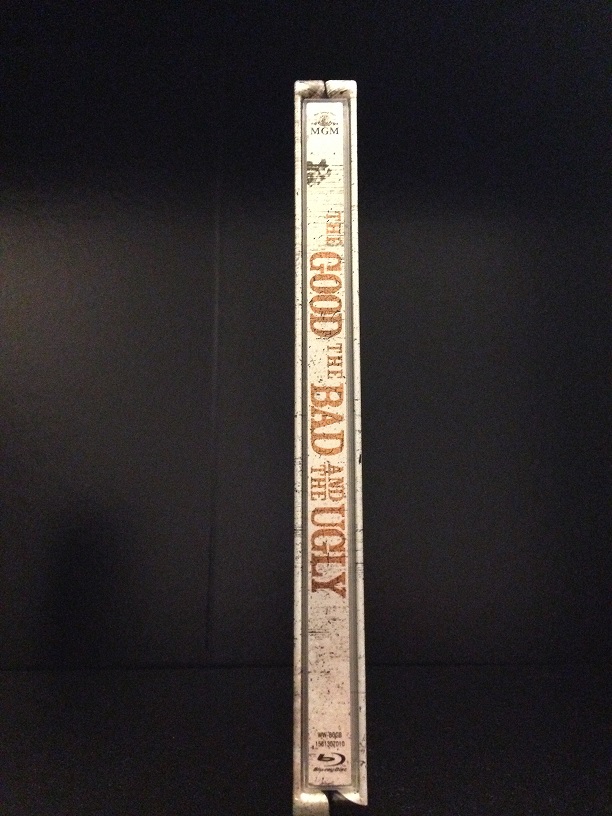 MGM
THE GOOD THE BAD AND THE UGLY
Blu-ray Disc